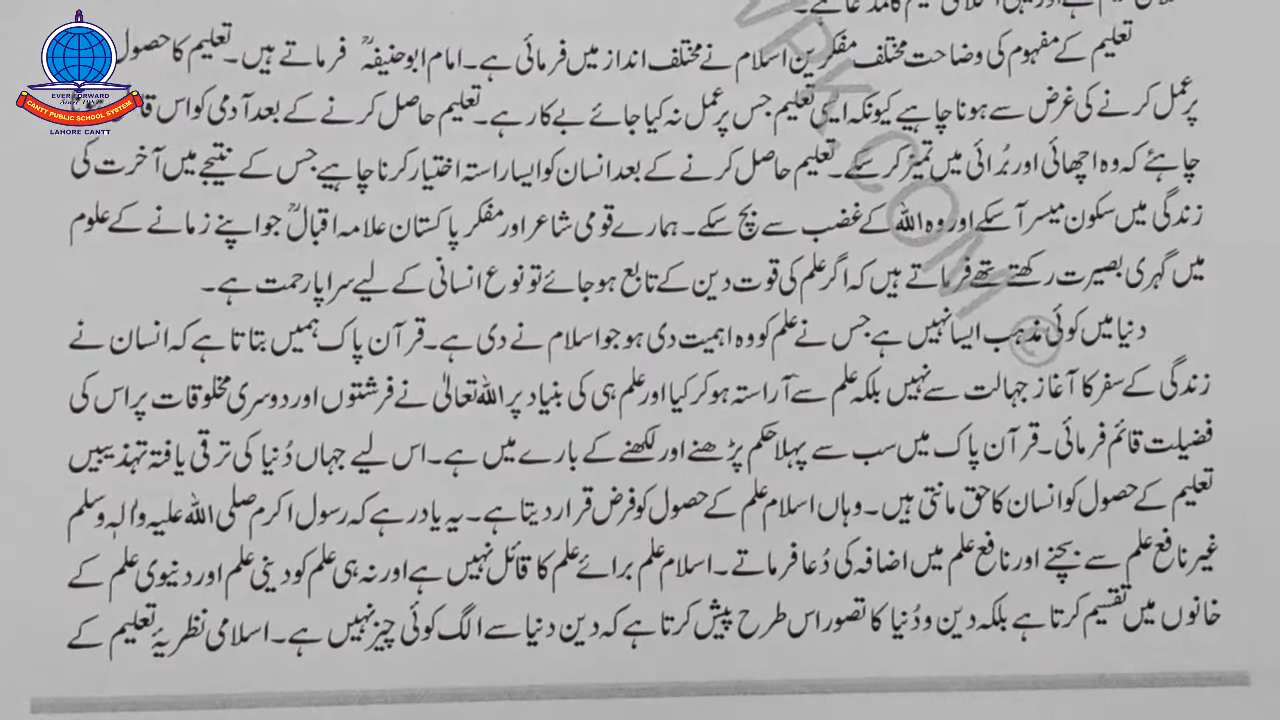 EVER FORWARD
Since 1987
CANTT PUBLIC SCHOOL SYSTEM
LAHORE CANTT
تعلیم کے مفہوم کی وضاحت مختلف مفکرین اسلام نے مختلف انداز میں فرمائی ہے۔ امام ابو حنیفہؒ فرماتے ہیں۔ تعلیم کا حصول
پر عمل کرنے کی غرض سے ہونا چاہیے کیونکہ ایسی تعلیم جس پر عمل نہ کیا جائے بے کار ہے۔ تعلیم حاصل کرنے کے بعد آدمی کو اس
چاہئے کہ وہ اچھائی اور بُرائی میں تمیز کر سکے۔ تعلیم حاصل کرنے کے بعد انسان کو ایسا راستہ اختیار کرنا چاہیے جس کے نتیجے میں آخرت کی
زندگی میں سکون میسر آ سکے اور وہ اللہ کے غضب سے بچ سکے۔ ہمارے قومی شاعر اور مفکر پاکستان علامہ اقبالؒ جو اپنے زمانے کے علوم
میں گہری بصیرت رکھتے تھے فرماتے ہیں کہ اگر علم کی قوت دین کے تابع ہو جائے تو نوع انسانی کے لیے سراپا رحمت ہے۔
دنیا میں کوئی مذہب ایسا نہیں ہے جس نے علم کو وہ اہمیت دی ہو جو اسلام نے دی ہے۔ قرآن پاک ہمیں بتاتا ہے کہ انسان نے
زندگی کے سفر کا آغاز جہالت سے نہیں بلکہ علم سے آراستہ ہو کر کیا اور علم ہی کی بنیاد پر اللہ تعالیٰ نے فرشتوں اور دوسری مخلوقات پر اس کی
فضیلت قائم فرمائی۔ قرآن پاک میں سب سے پہلا حکم پڑھنے اور لکھنے کے بارے میں ہے۔ اس لیے جہاں دُنیا کی ترقی یافتہ تہذیبیں
تعلیم کے حصول کو انسان کا حق مانتی ہیں۔ وہاں اسلام علم کے حصول کو فرض قرار دیتا ہے۔ یہ یاد رہے کہ رسول اکرم صلی اللہ علیہ وآلہٖ وسلم
غیر نافع علم سے بچنے اور نافع علم میں اضافہ کی دُعا فرماتے۔ اسلام علم برائے علم کا قائل نہیں ہے اور نہ ہی علم کو دینی علم اور دنیوی علم کے
خانوں میں تقسیم کرتا ہے بلکہ دین و دُنیا کا تصور اس طرح پیش کرتا ہے کہ دین دنیا سے الگ کوئی چیز نہیں ہے۔ اسلامی نظریۂ تعلیم کے